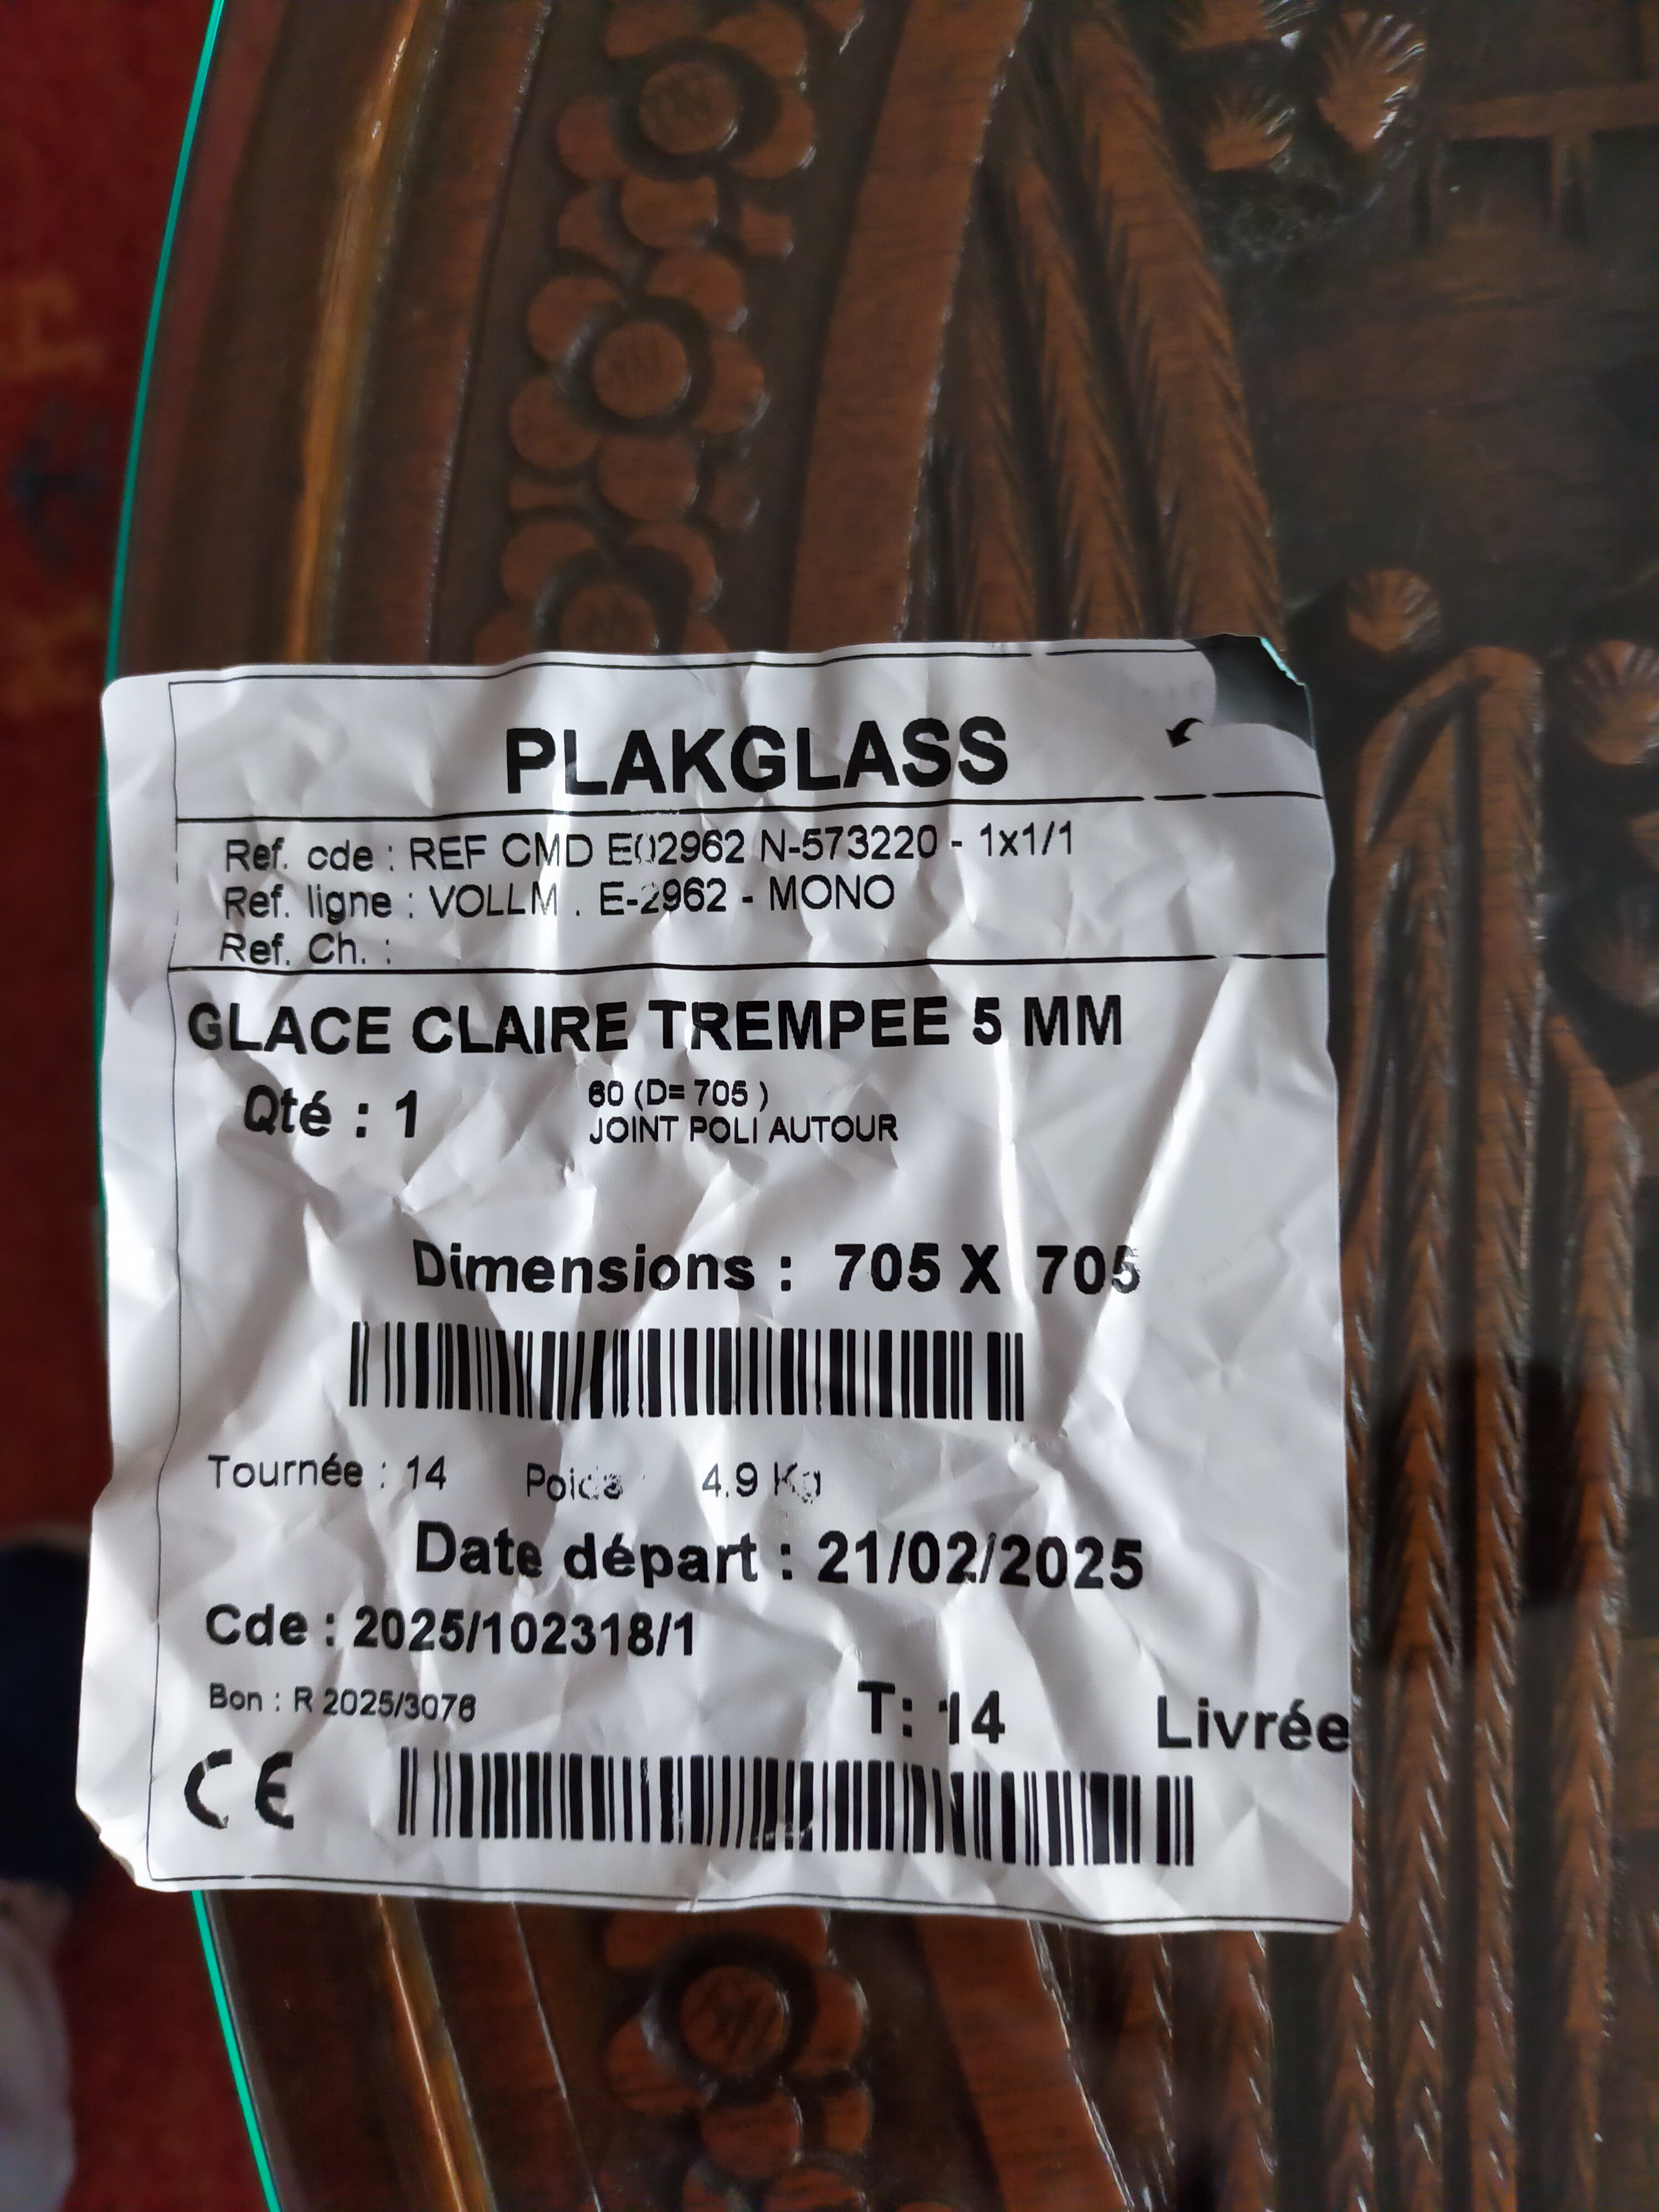 PLAKGLASS
Ref. cde : REF CMD E02962 N-573220 - 1x1/1
Ref. ligne : VOLLM . E-2962 - MONO
Ref. Ch. :
GLACE CLAIRE TREMPEE 5 MM
Qté : 1
60 (D= 705 )
JOINT POLI AUTOUR
Dimensions : 705 X 705
Tournée : 14 Poids : 4.9 Kg
Date départ : 21/02/2025
Cde : 2025/102318/1
Bon : R 2025/3076
T: 14 Livrée
CE